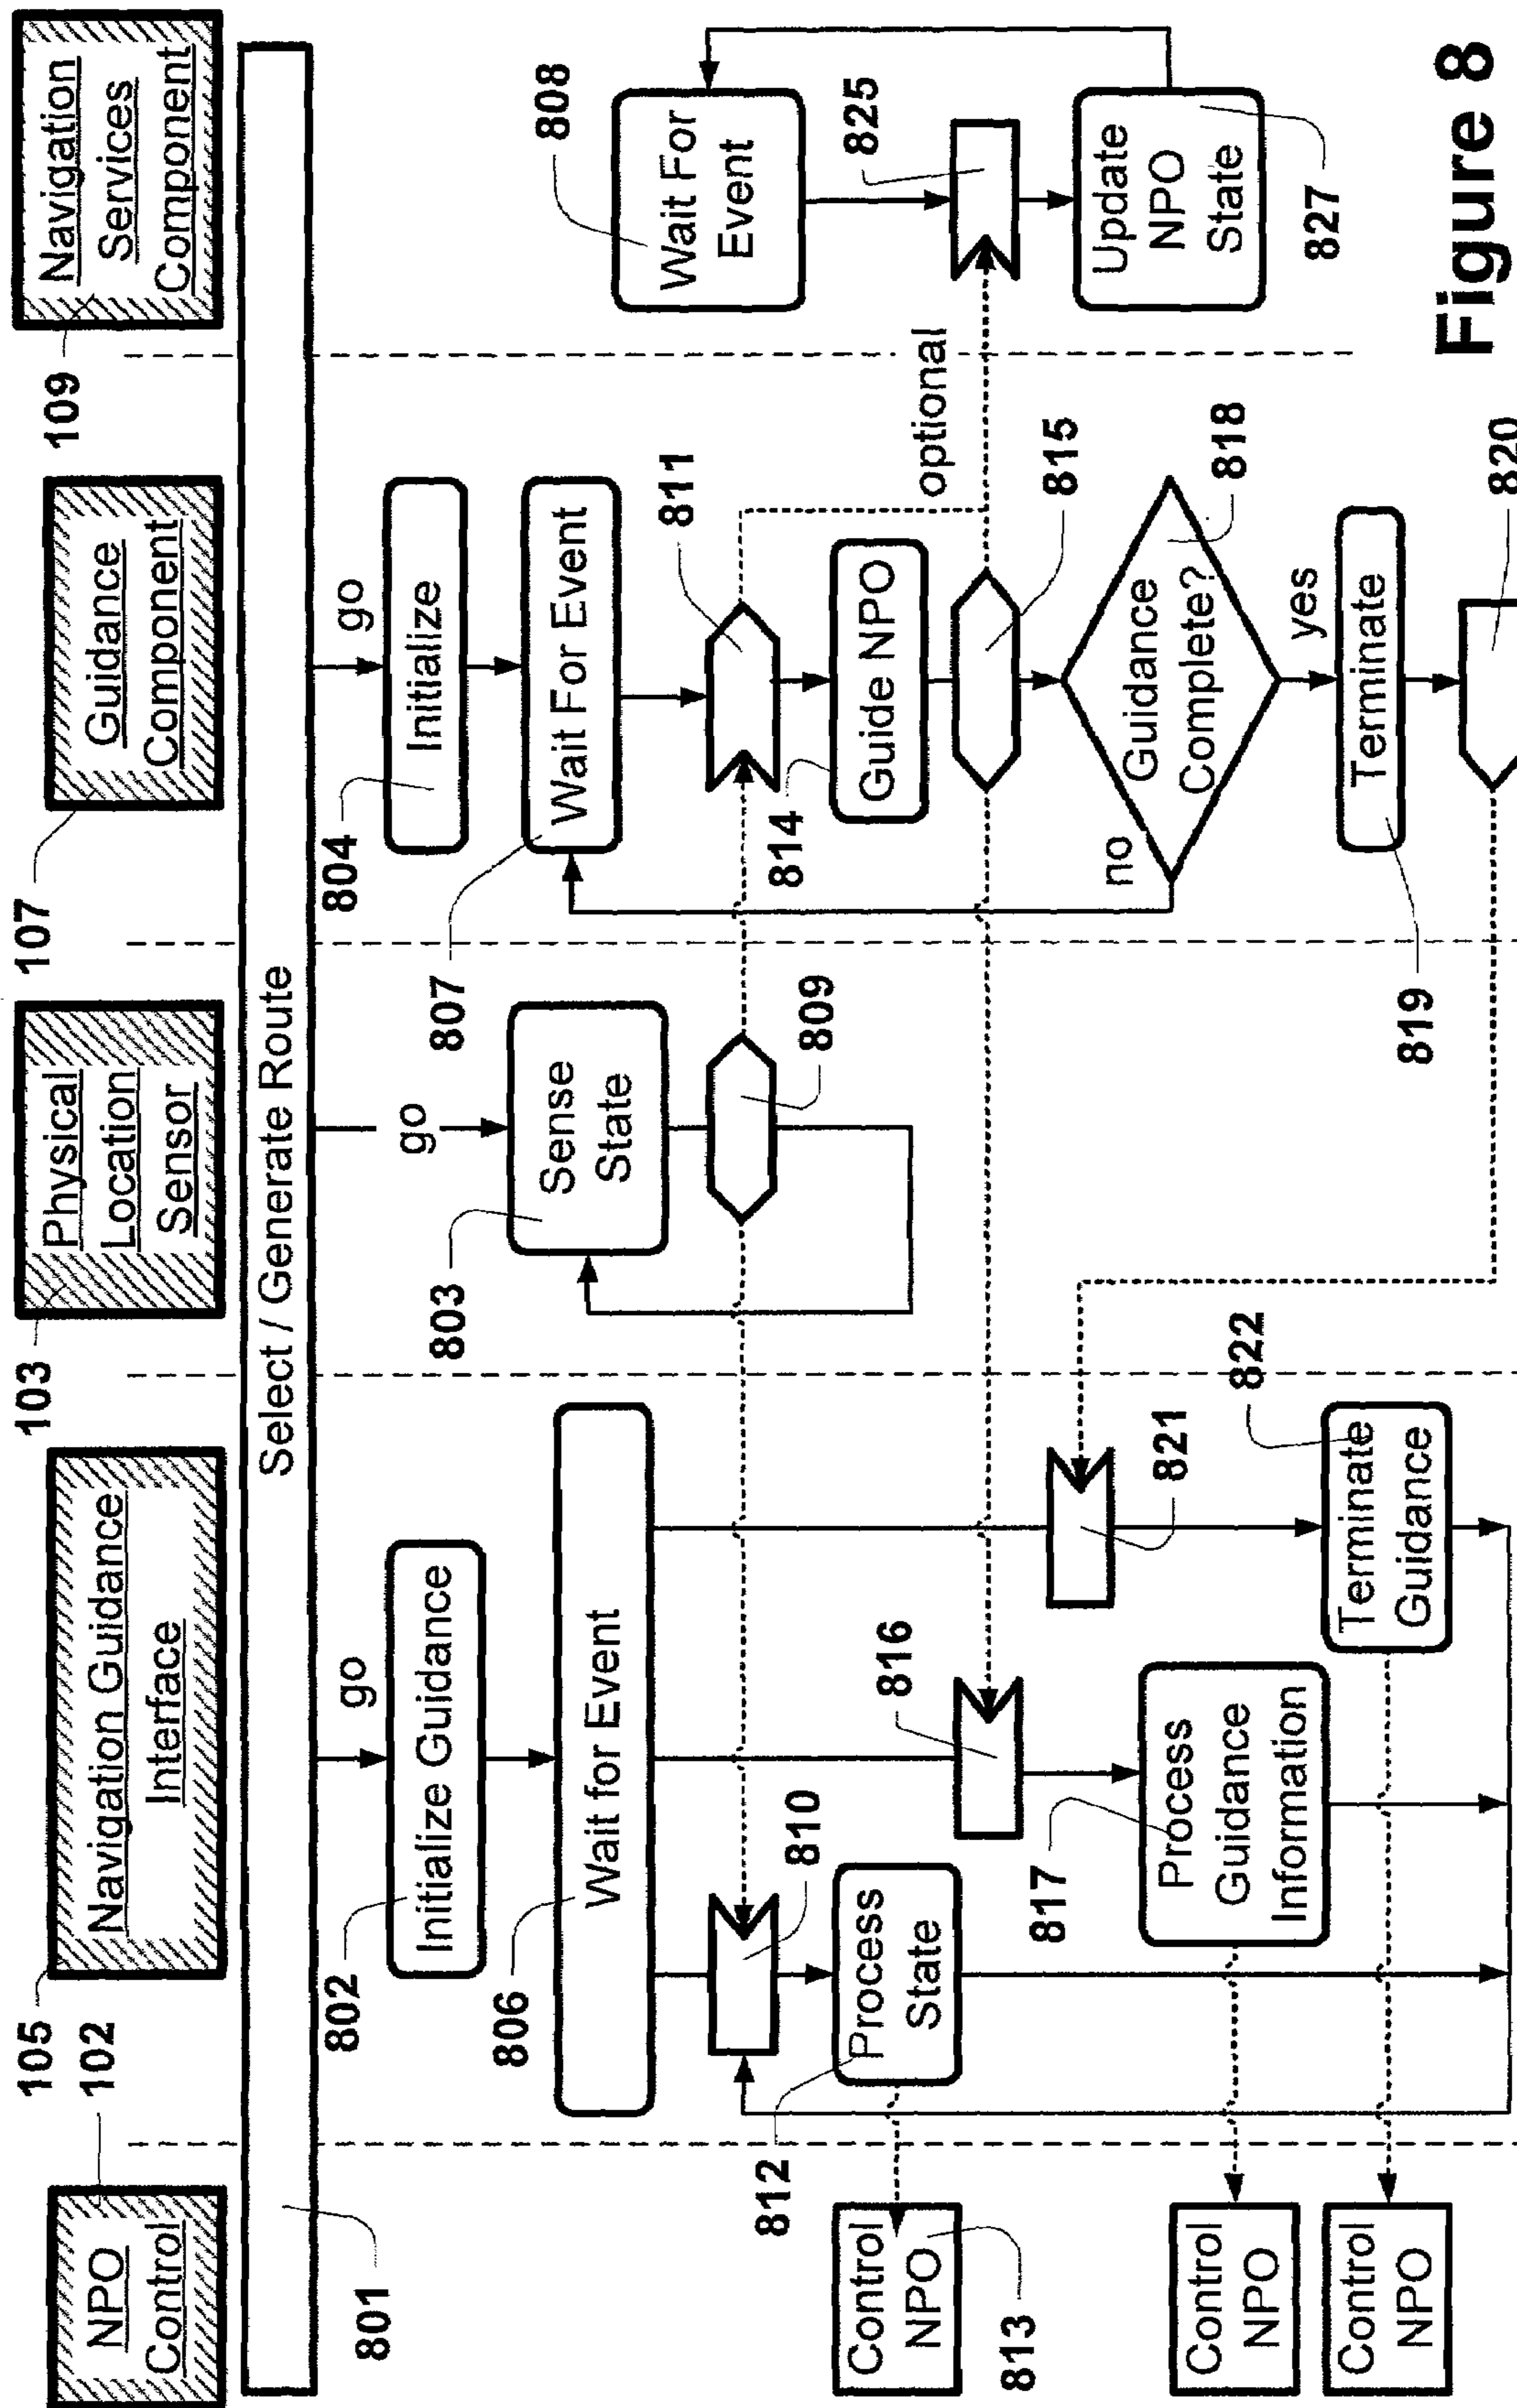 NPO
Control
102
105
Navigation Guidance
Interface
103
Physical
Location
Sensor
107
Guidance
Component
109
Navigation
Services
Component
Select / Generate Route
801
go
go
go
802
Initialize Guidance
804
Initialize
806
Wait for Event
803
Sense
State
807
Wait For Event
808
Wait For
Event
810
809
811
825
812
Process
State
Control
NPO
813
814
Guide NPO
optional
816
815
817
Process
Guidance
Information
Control
NPO
821
no
Guidance
Complete?
818
yes
Update
NPO
State
827
822
Terminate
Guidance
Control
NPO
819
Terminate
820
Figure 8